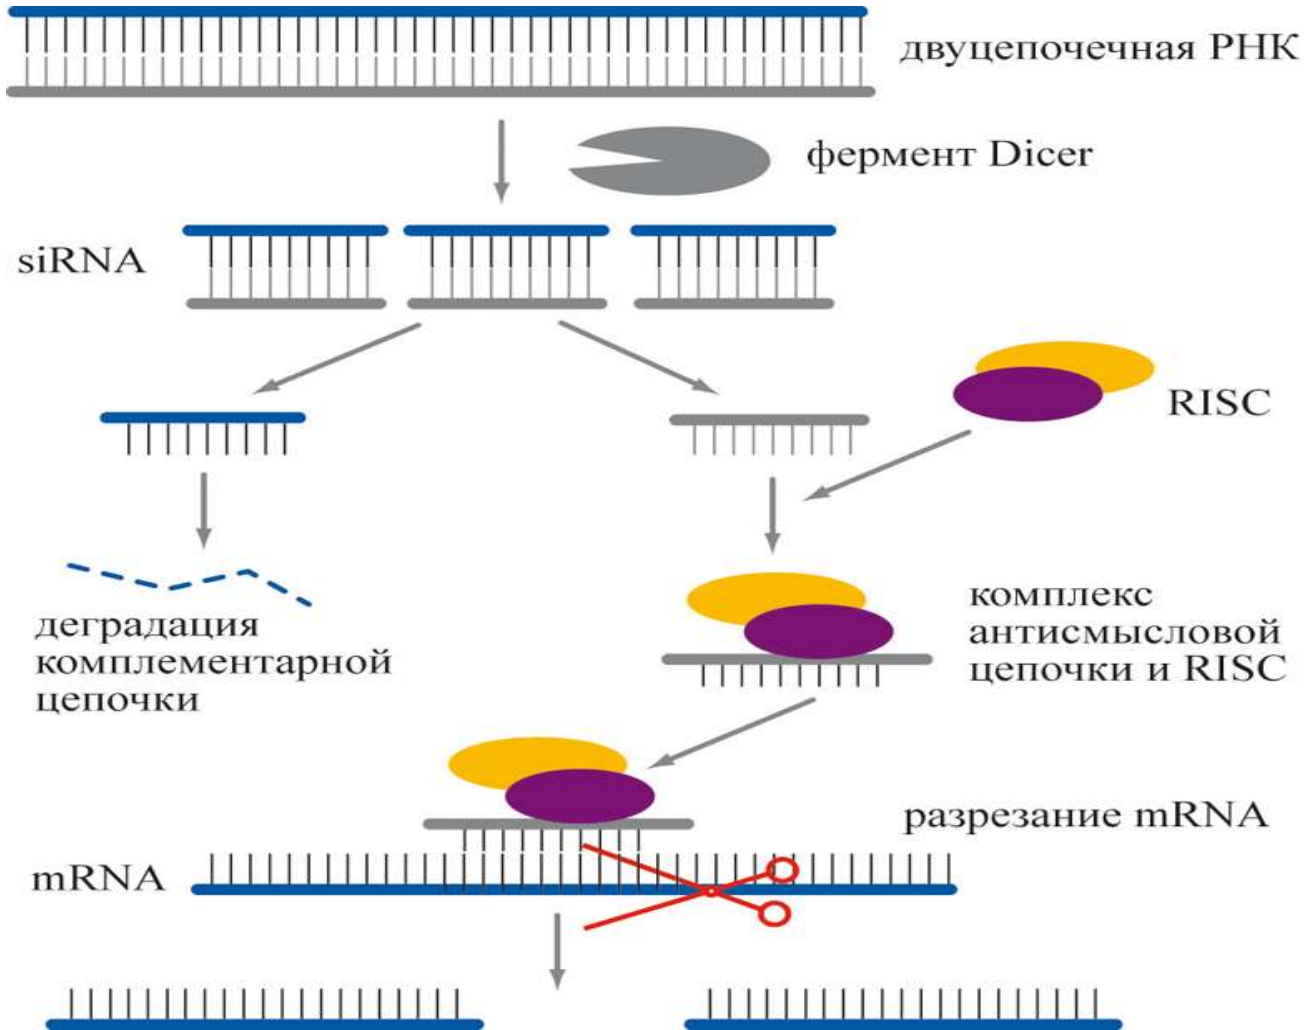 двуцепочечная РНК
фермент Dicer
siRNA
RISC
деградация
комплементарной
цепочки
комплекс
антисмысловой
цепочки и RISC
разрезание mRNA
mRNA